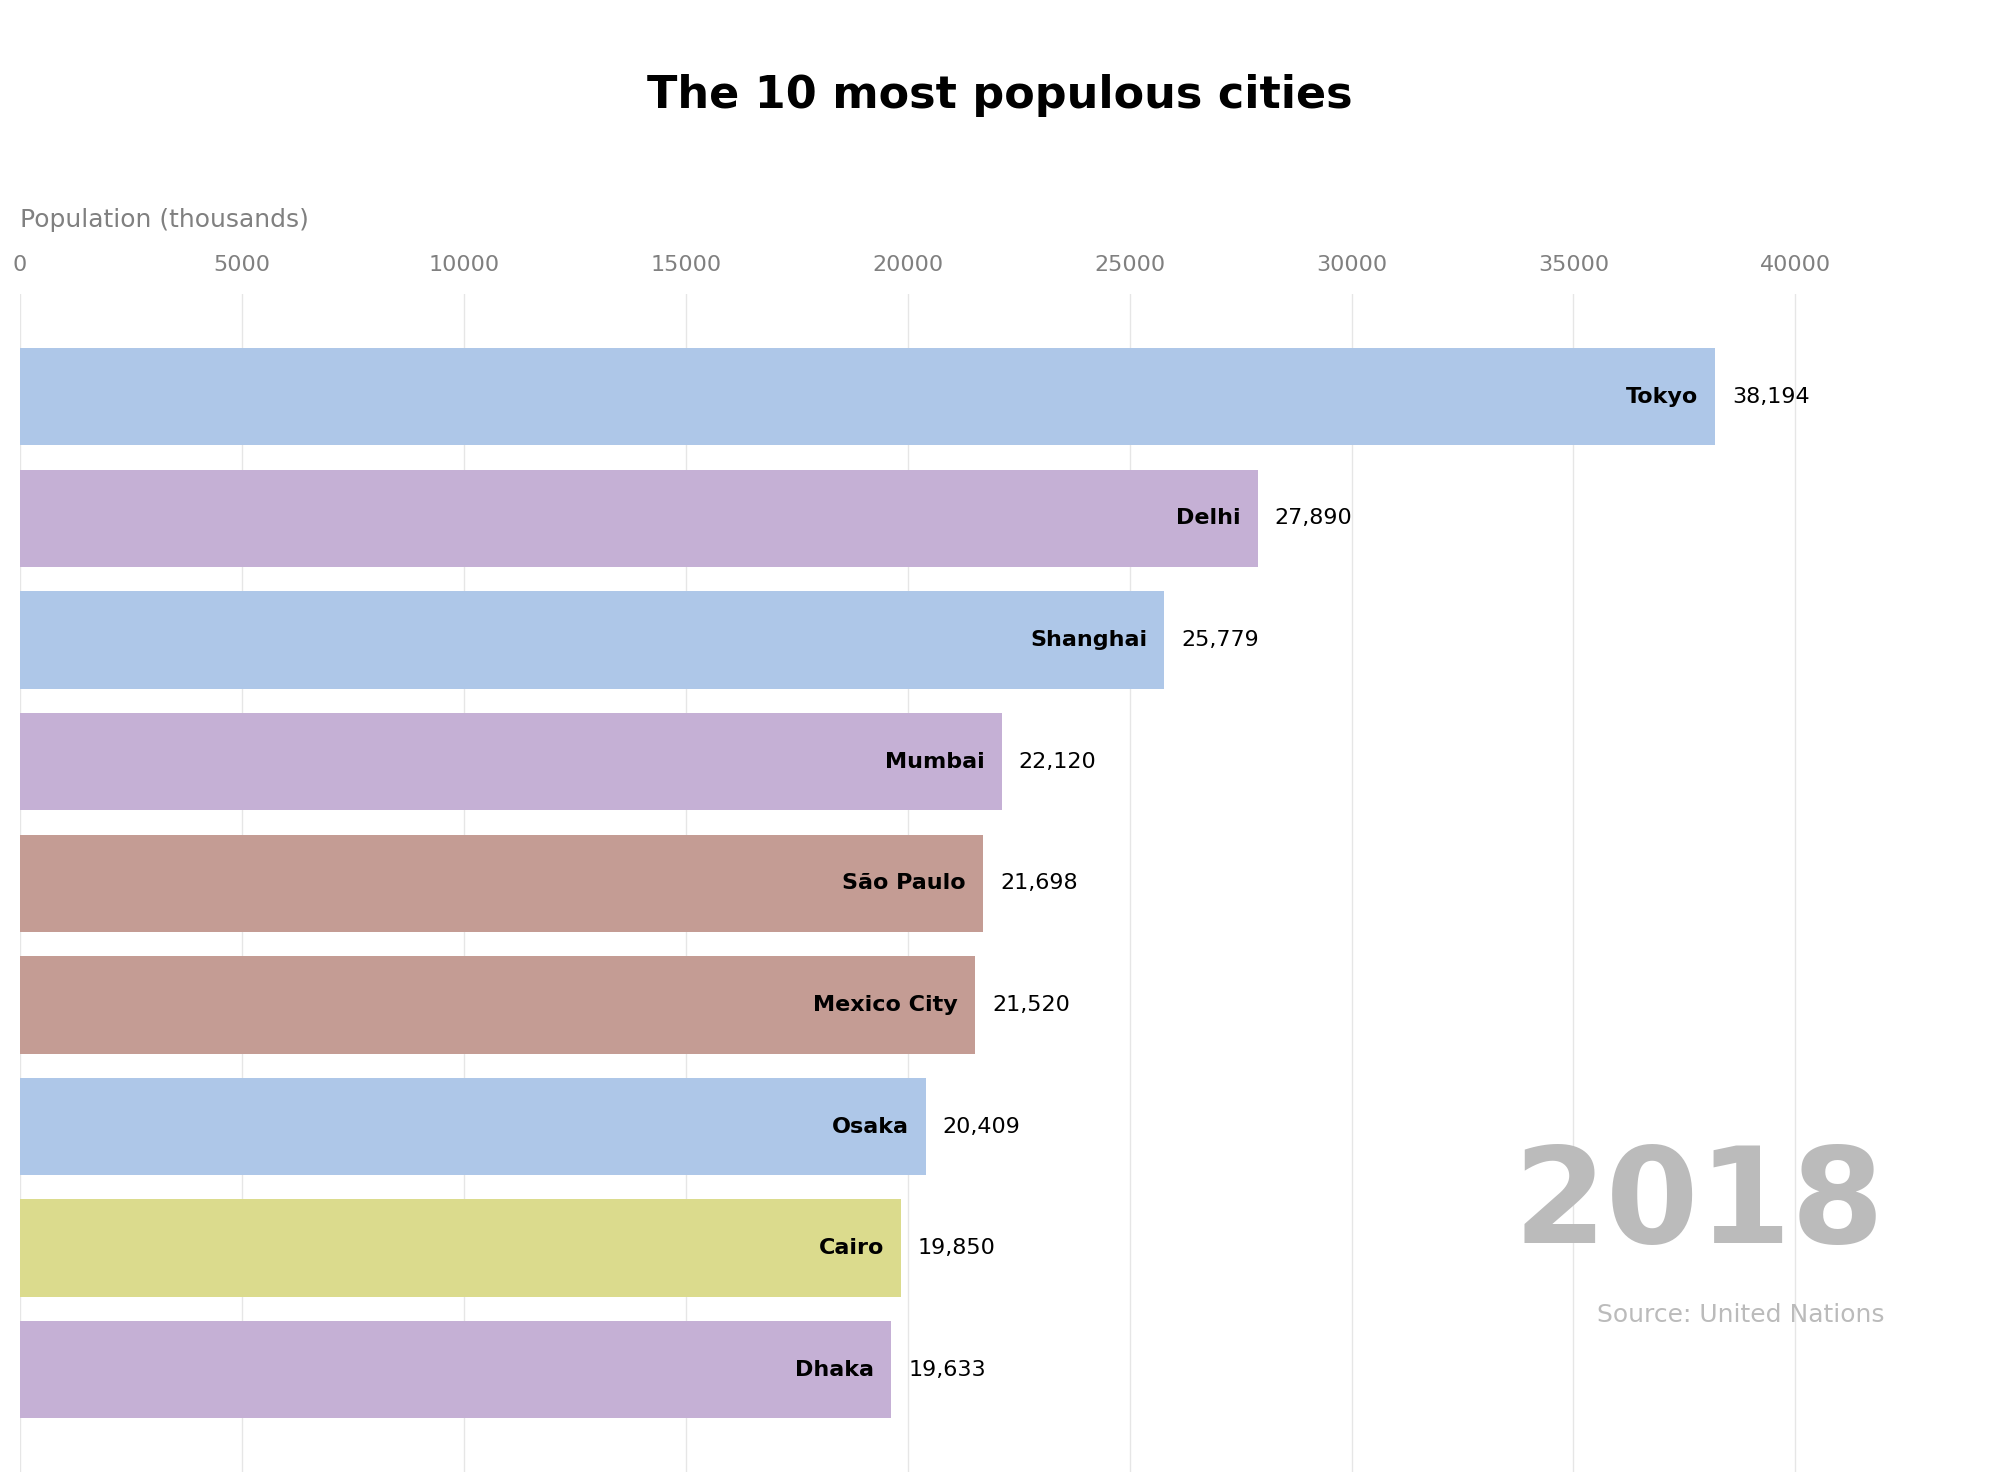 The 10 most populous cities
Population (thousands)
0 5000 10000 15000 20000 25000 30000 35000 40000
Tokyo 38,194
Delhi 27,890
Shanghai 25,779
Mumbai 22,120
São Paulo 21,698
Mexico City 21,520
Osaka 20,409
2018
Cairo 19,850
Source: United Nations
Dhaka 19,633